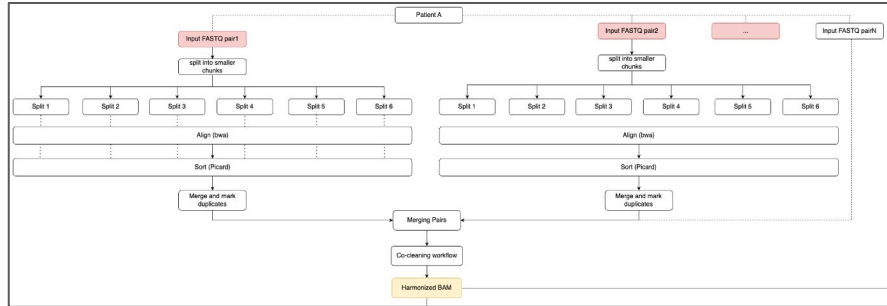 Patient A
Input FASTQ pair1
Input FASTQ pair2
...
Input FASTQ pairN
split into smaller
chunks
split into smaller
chunks
Split 1
Split 2
Split 3
Split 4
Split 5
Split 6
Split 1
Split 2
Split 3
Split 4
Split 5
Split 6
Align (bwa)
Align (bwa)
Sort (Picard)
Sort (Picard)
Merge and mark
duplicates
Merge and mark
duplicates
Merging Pairs
Co-cleaning workflow
Harmonized BAM